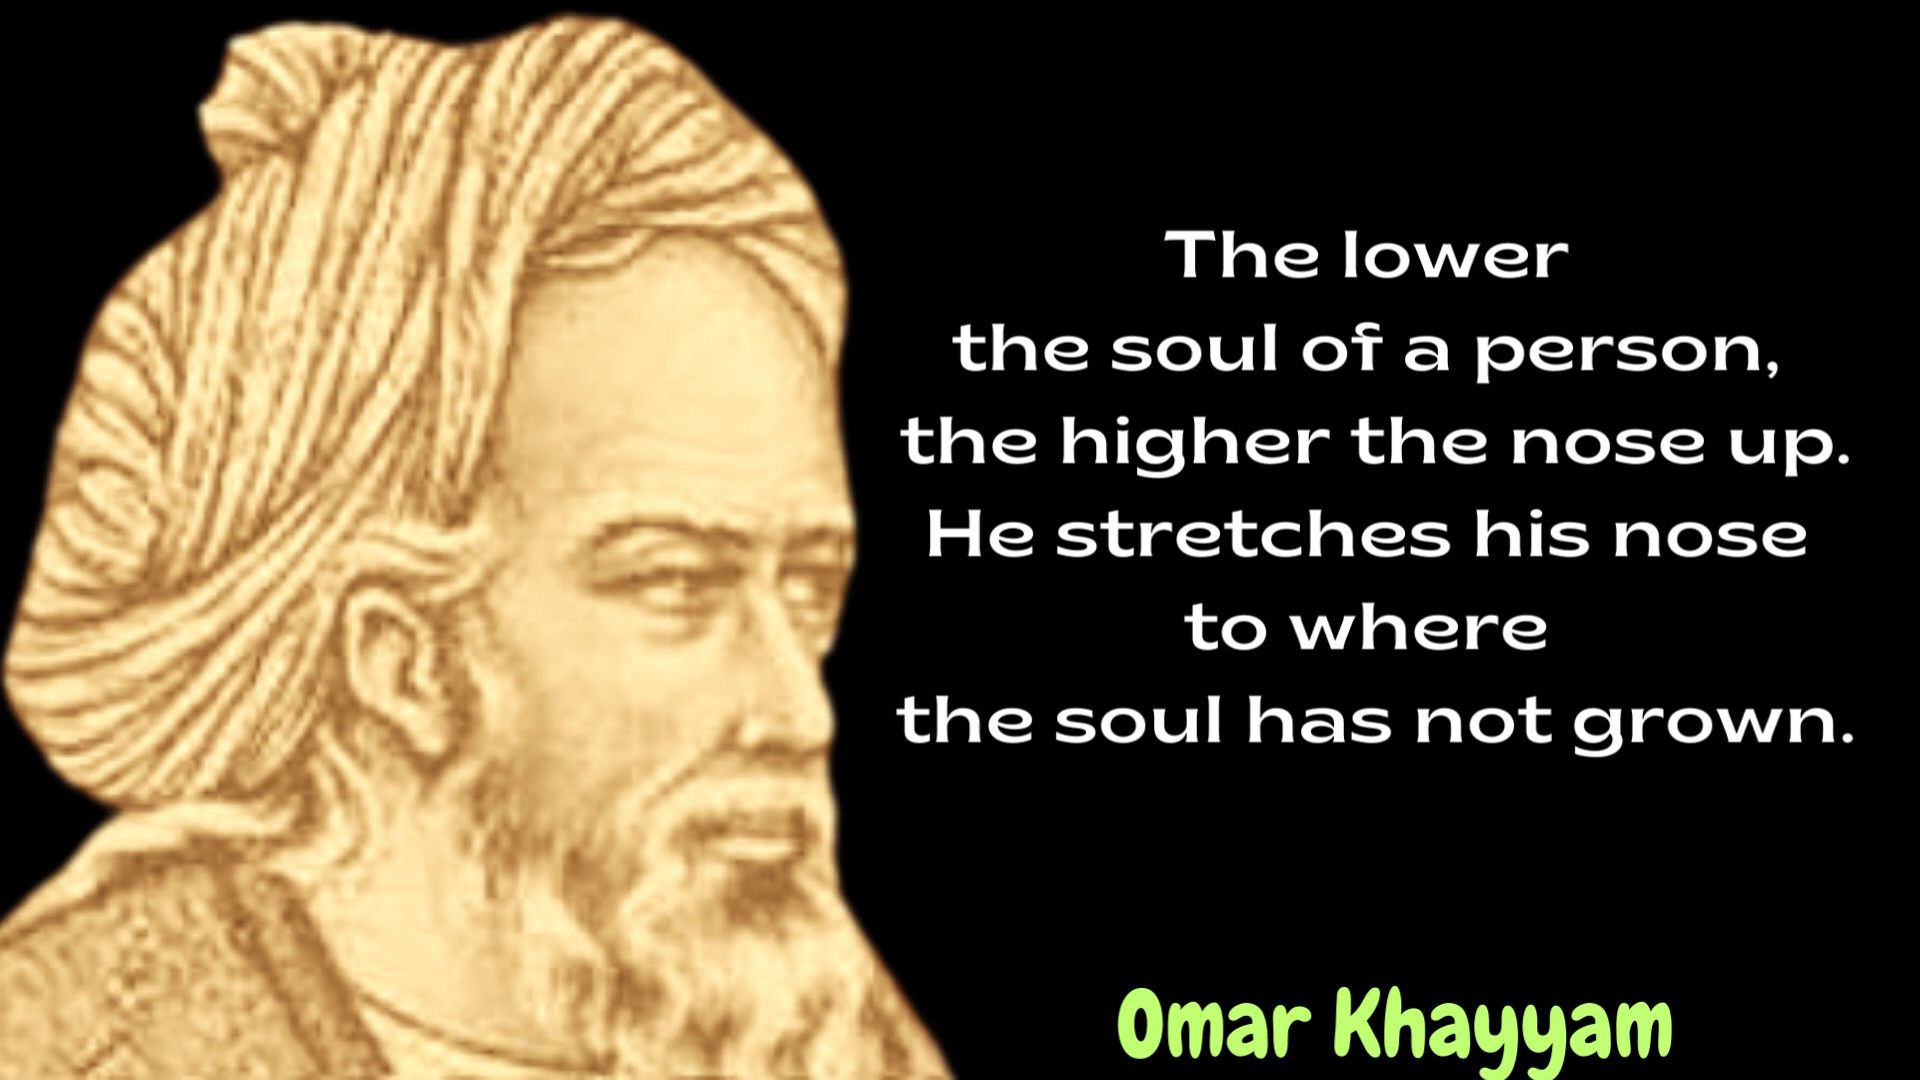 The lower
the soul of a person,
the higher the nose up.
He stretches his nose
to where
the soul has not grown.
Omar Khayyam